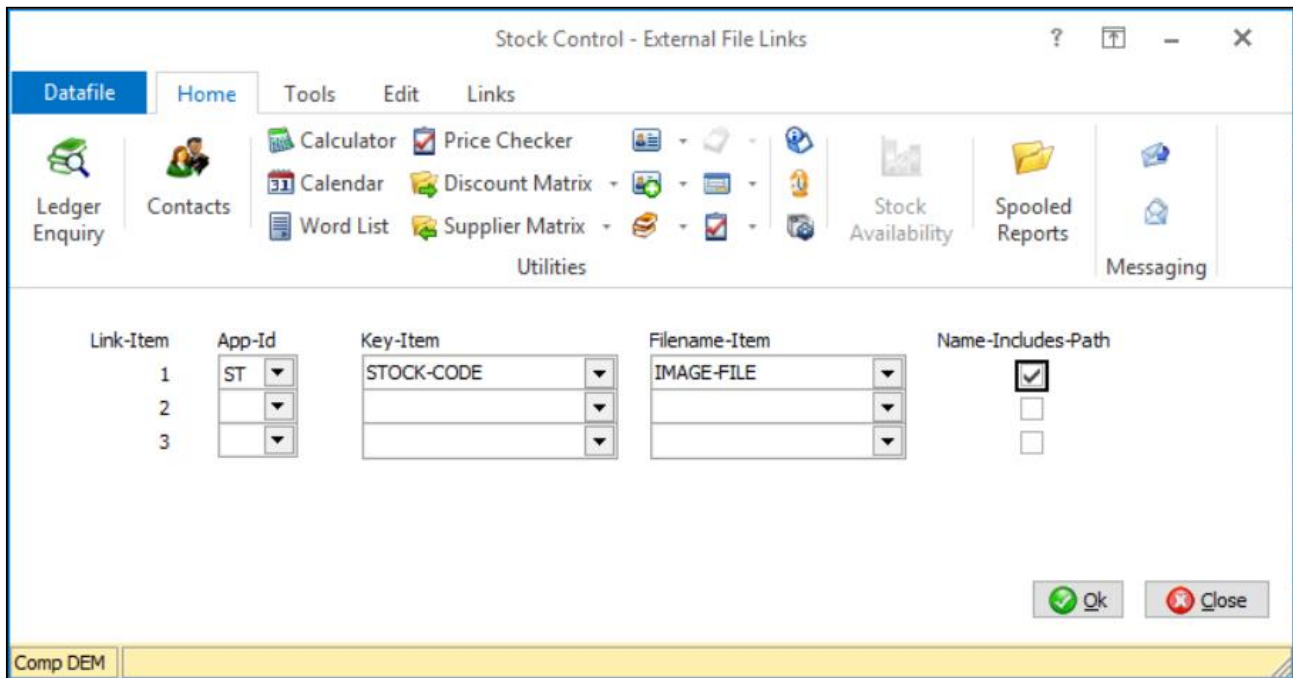 Stock Control - External File Links
?
Datafile Home Tools Edit Links
Calculator Price Checker
31 Calendar Discount Matrix
Word List Supplier Matrix
Ledger
Enquiry
Contacts
Stock
Availability
Spooled
Reports
Utilities
Messaging
Link-Item App-Id Key-Item Filename-Item Name-Includes-Path
1 ST STOCK-CODE IMAGE-FILE
2
3
Ok Close
Comp DEM